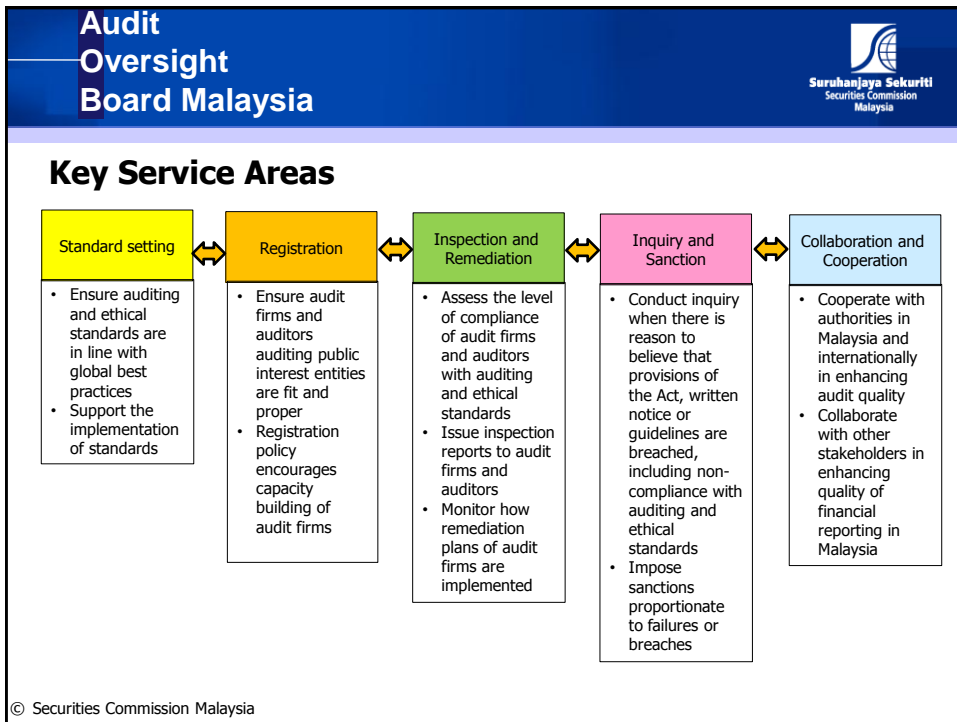 Audit
Oversight
Board Malaysia
Suruhanjaya Sekuriti
Securities Commission
Malaysia
Key Service Areas
Standard setting
• Ensure auditing
and ethical
standards are
in line with
global best
practices
• Support the
implementation
of standards
Registration
• Ensure audit
firms and
auditors
auditing public
interest entities
are fit and
proper
• Registration
policy
encourages
capacity
building of
audit firms
Inspection and
Remediation
• Assess the level
of compliance
of audit firms
and auditors
with auditing
and ethical
standards
• Issue inspection
reports to audit
firms and
auditors
• Monitor how
remediation
plans of audit
firms are
implemented
Inquiry and
Sanction
• Conduct inquiry
when there is
reason to
believe that
provisions of
the Act, written
notice or
guidelines are
breached,
including non-
compliance with
auditing and
ethical
standards
• Impose
sanctions
proportionate
to failures or
breaches
Collaboration and
Cooperation
• Cooperate with
authorities in
Malaysia and
internationally
in enhancing
audit quality
• Collaborate
with other
stakeholders in
enhancing
quality of
financial
reporting in
Malaysia
© Securities Commission Malaysia